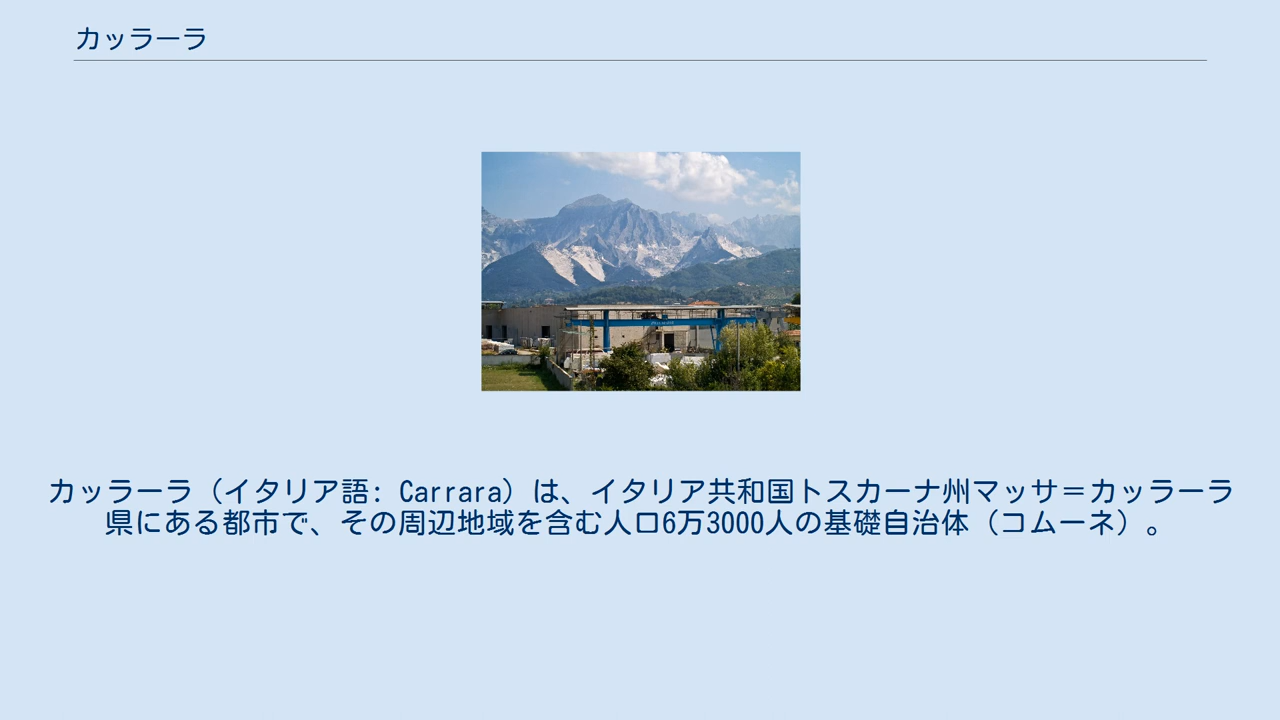 カッラーラ
カッラーラ（イタリア語: Carrara）は、イタリア共和国トスカーナ州マッサ＝カッラーラ
県にある都市で、その周辺地域を含む人口6万3000人の基礎自治体（コムーネ）。